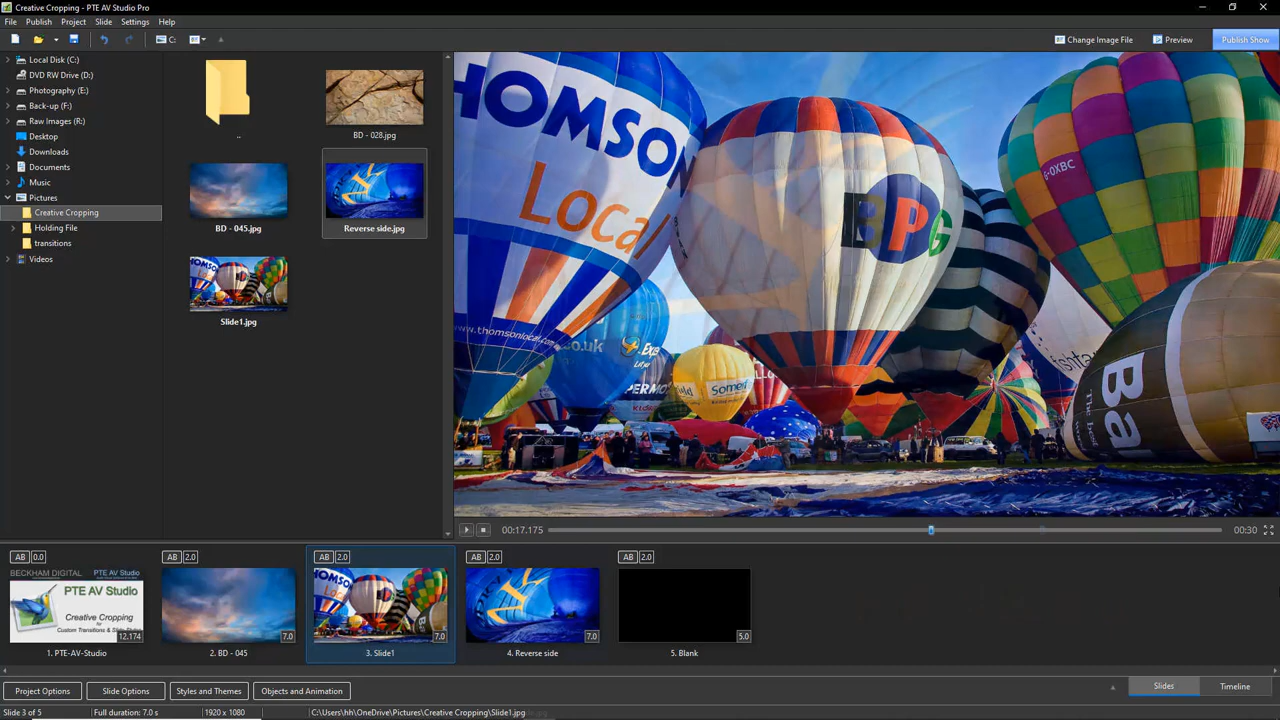 Creative Cropping - PTE AV Studio Pro
File Publish Project Slide Settings Help
C:
Change Image File
Preview
Publish Show
Local Disk (C:)
DVD RW Drive (D:)
Photography (E:)
Back-up (F:)
Raw Images (R:)
Desktop
Downloads
Documents
Music
Pictures
Creative Cropping
Holding File
transitions
Videos
..
BD - 028.jpg
BD - 045.jpg
Reverse side.jpg
Slide1.jpg
THOMSON
Local
www.thomsonlocal.com
BPG
G-OXBC
.co.uk
Exe
PERMO
Somerf
fishta
Ba
The best
00:17.175
00:30
AB 0.0
AB 2.0
AB 2.0
AB 2.0
AB 2.0
BECKHAM DIGITAL PTE AV Studio
PTE AV Studio
Creative Cropping
for
12.174
7.0
7.0
7.0
5.0
1. PTE-AV-Studio
2. BD - 045
3. Slide1
4. Reverse side
5. Blank
Project Options
Slide Options
Styles and Themes
Objects and Animation
Slides
Timeline
Slide 3 of 5
Full duration: 7.0 s
1920 x 1080
C:\Users\hh\OneDrive\Pictures\Creative Cropping\Slide1.jpg